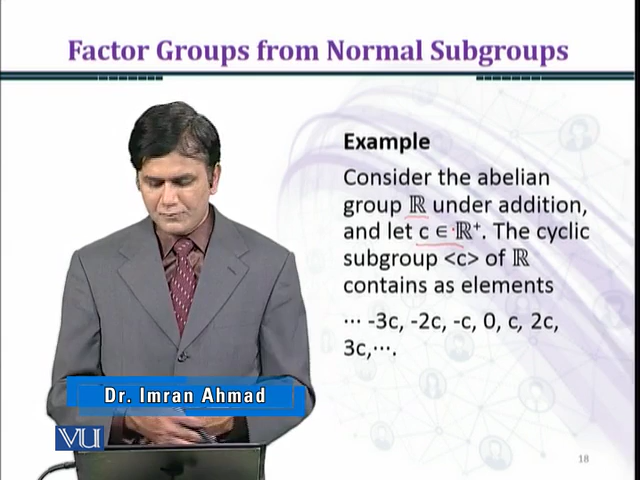 Factor Groups from Normal Subgroups
Example
Consider the abelian
group ℝ under addition,
and let c ∈ ℝ⁺. The cyclic
subgroup <c> of ℝ
contains as elements
⋯ -3c, -2c, -c, 0, c, 2c,
3c,⋯.
Dr. Imran Ahmad
VU
18